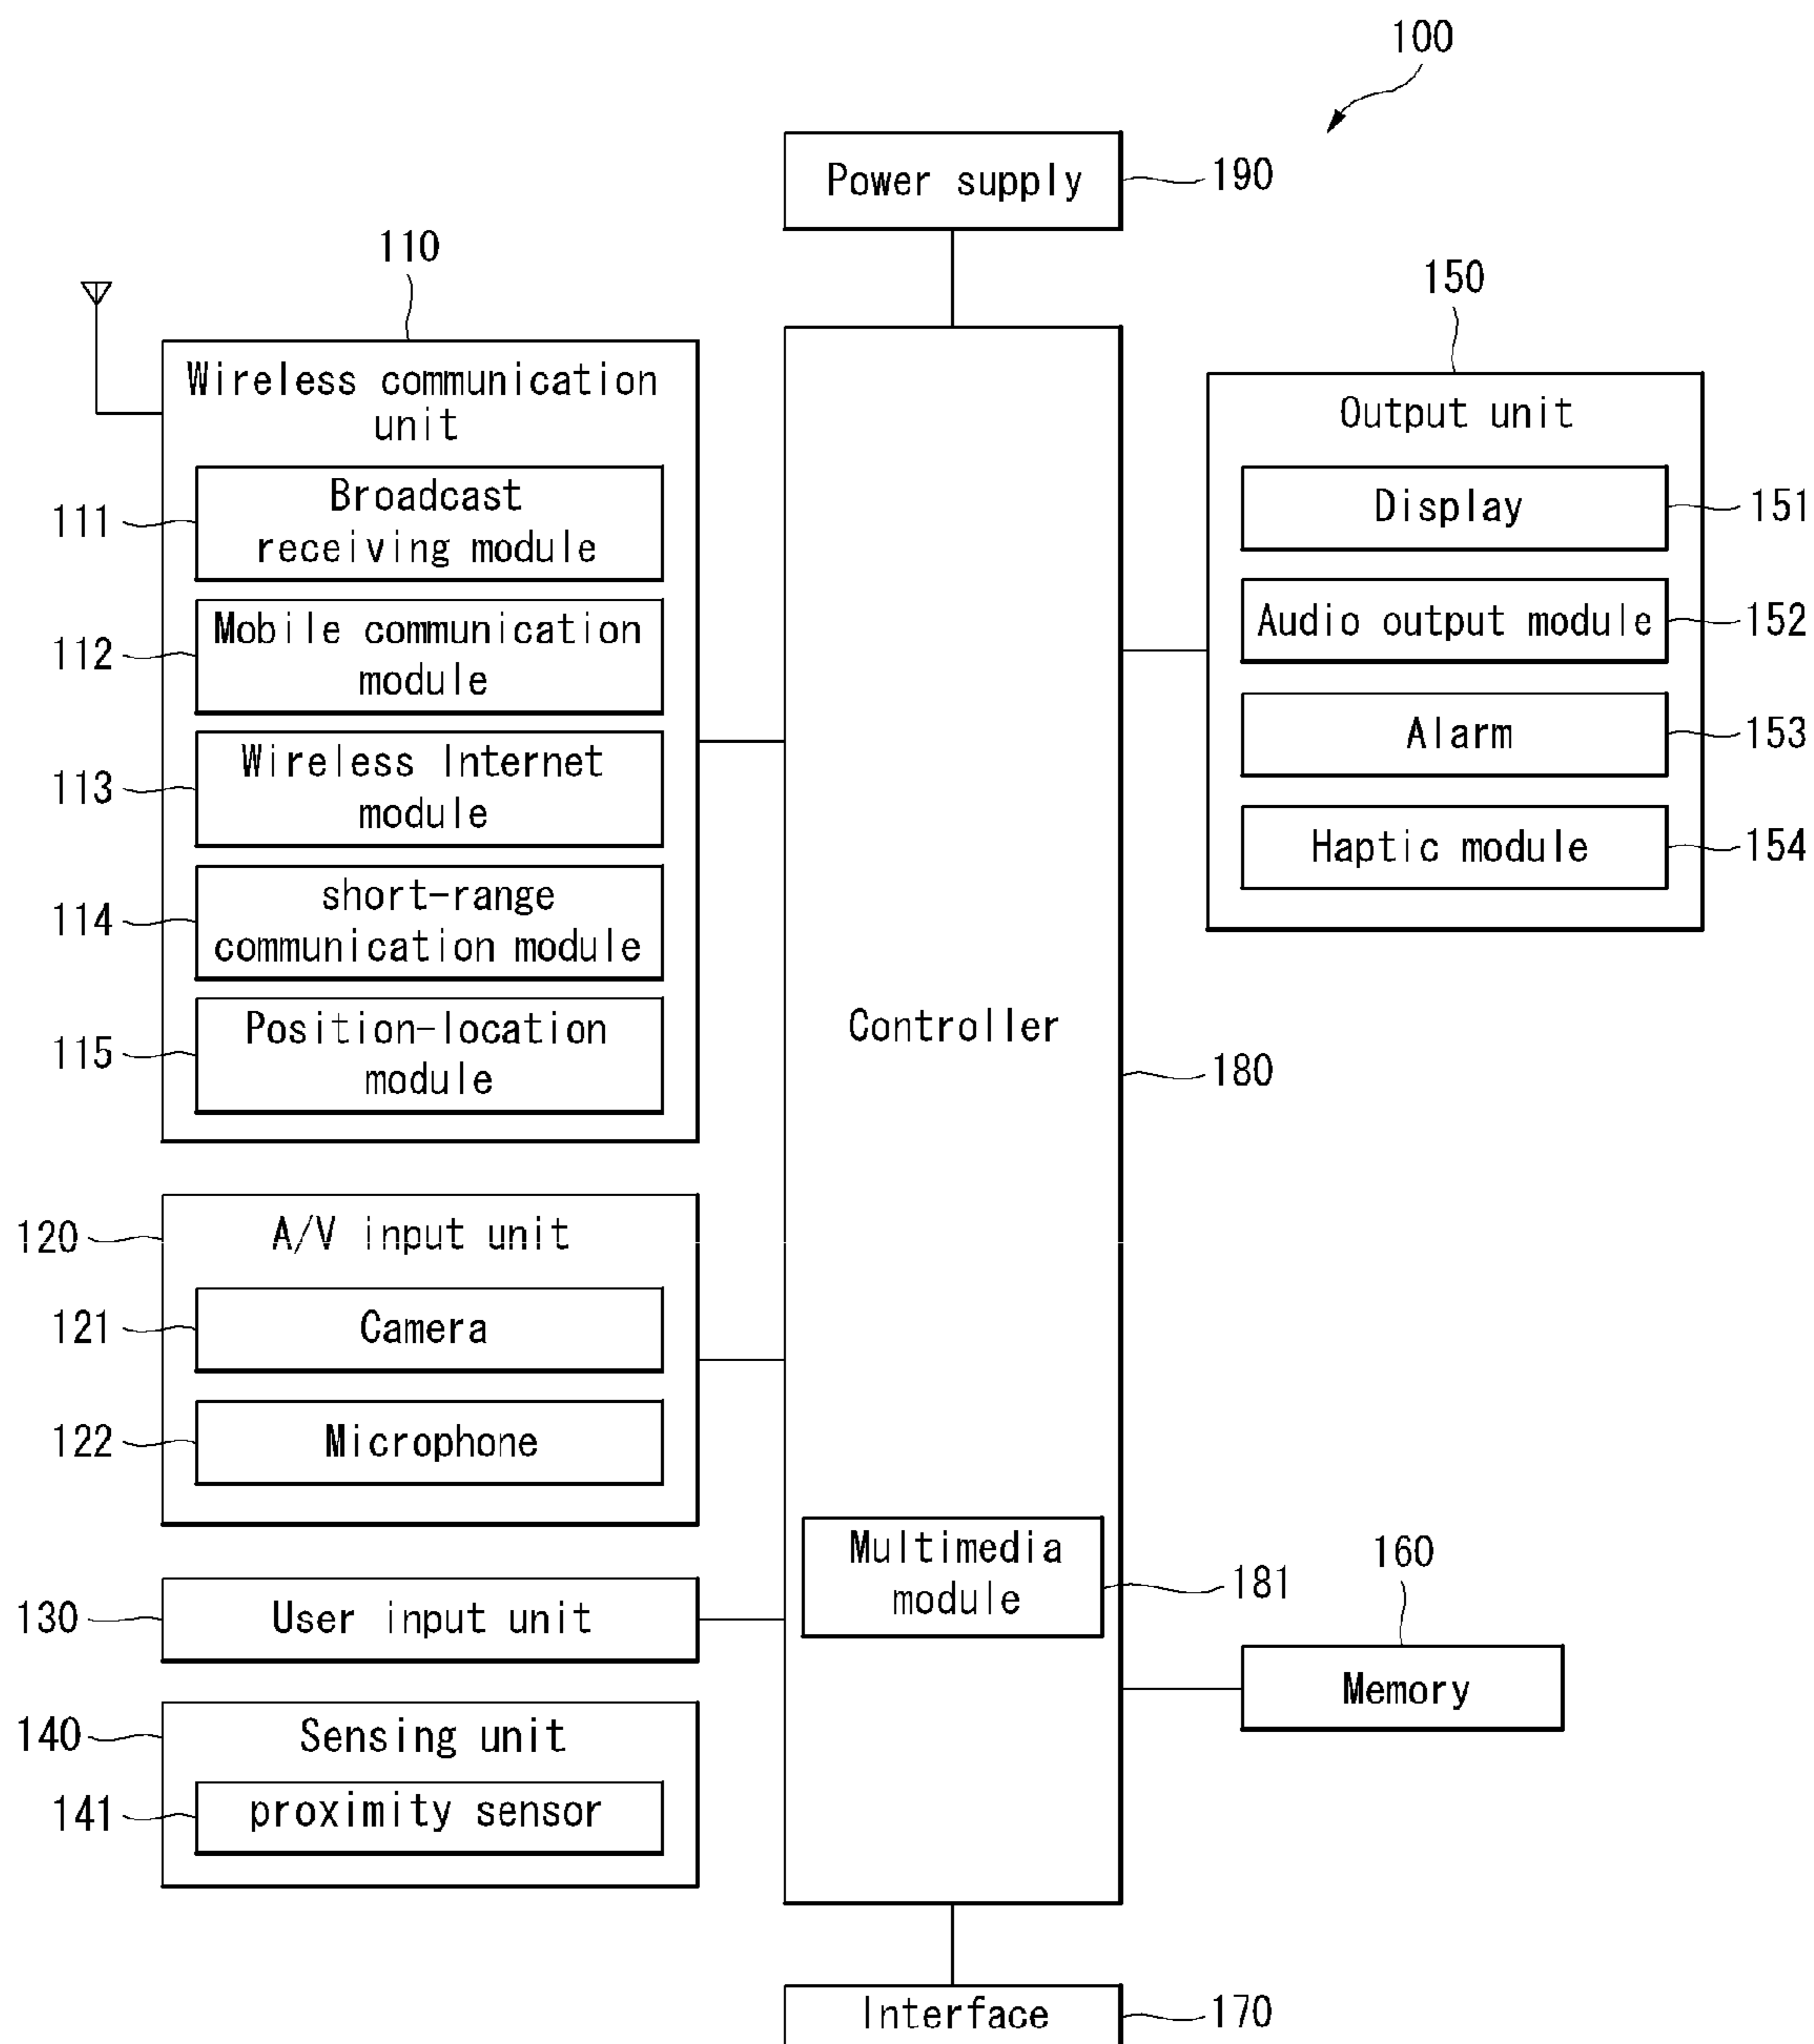 100
Power supply
190
110
Wireless communication
unit
111
Broadcast
receiving module
112
Mobile communication
module
113
Wireless Internet
module
114
short-range
communication module
115
Position-location
module
150
Output unit
Display
151
Audio output module
152
Alarm
153
Haptic module
154
Controller
180
120
A/V input unit
121
Camera
122
Microphone
Multimedia
module
181
130
User input unit
160
Memory
140
Sensing unit
141
proximity sensor
Interface
170